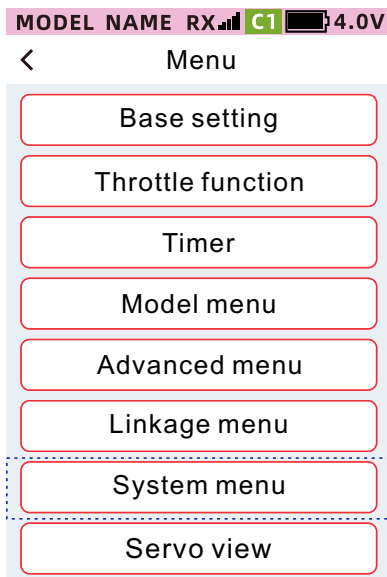 MODEL NAME RX C1 4.0V
< Menu
Base setting
Throttle function
Timer
Model menu
Advanced menu
Linkage menu
System menu
Servo view